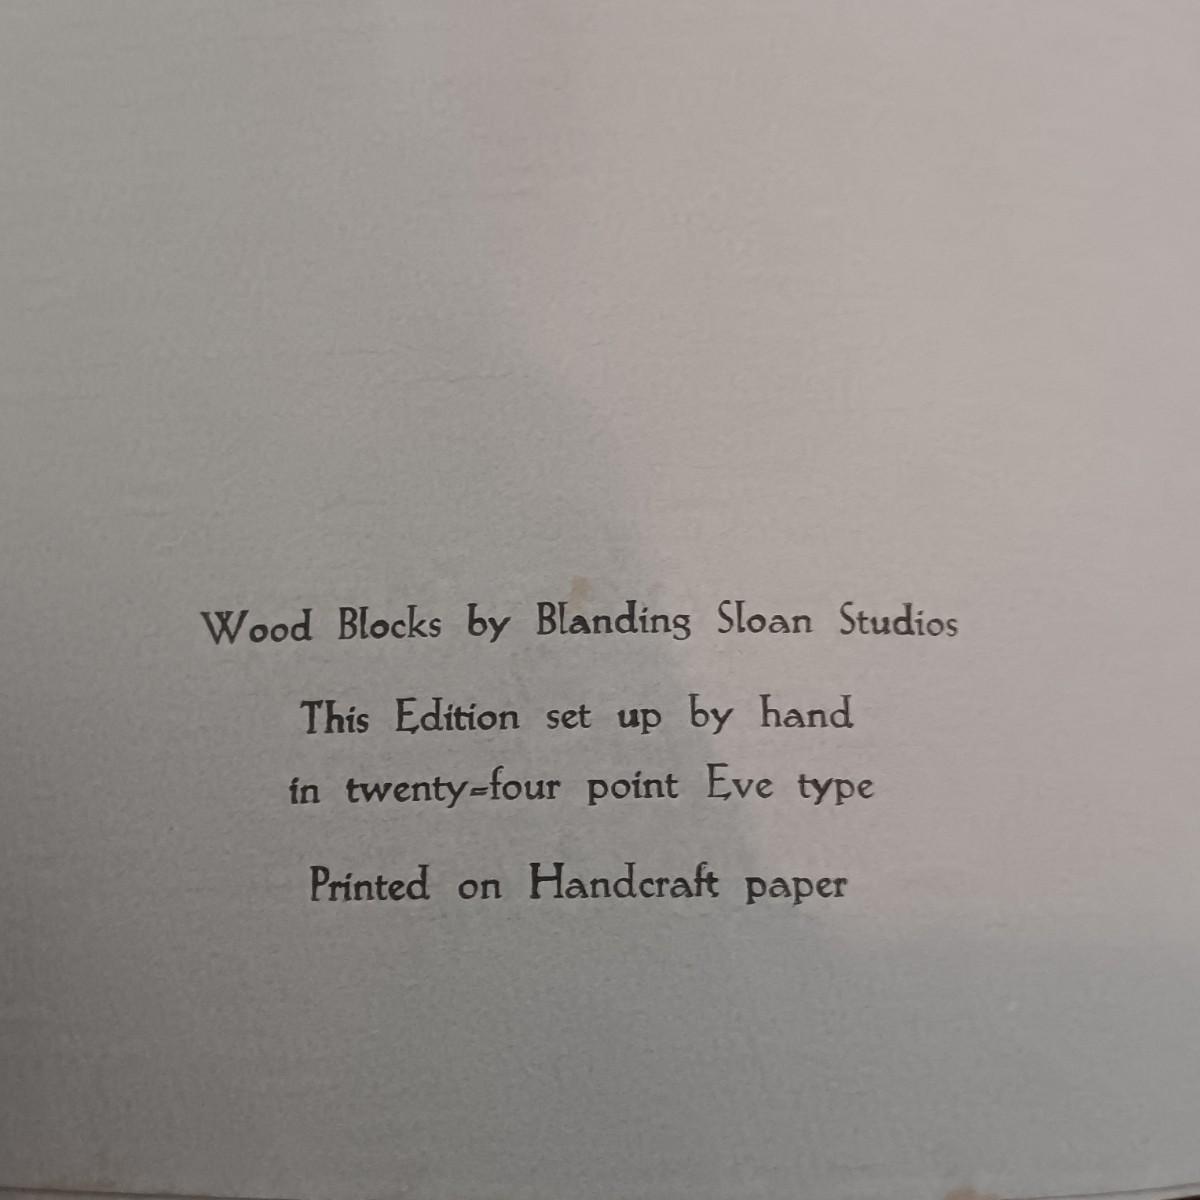 Wood Blocks by Blanding Sloan Studios
This Edition set up by hand
in twenty=four point Eve type
Printed on Handcraft paper